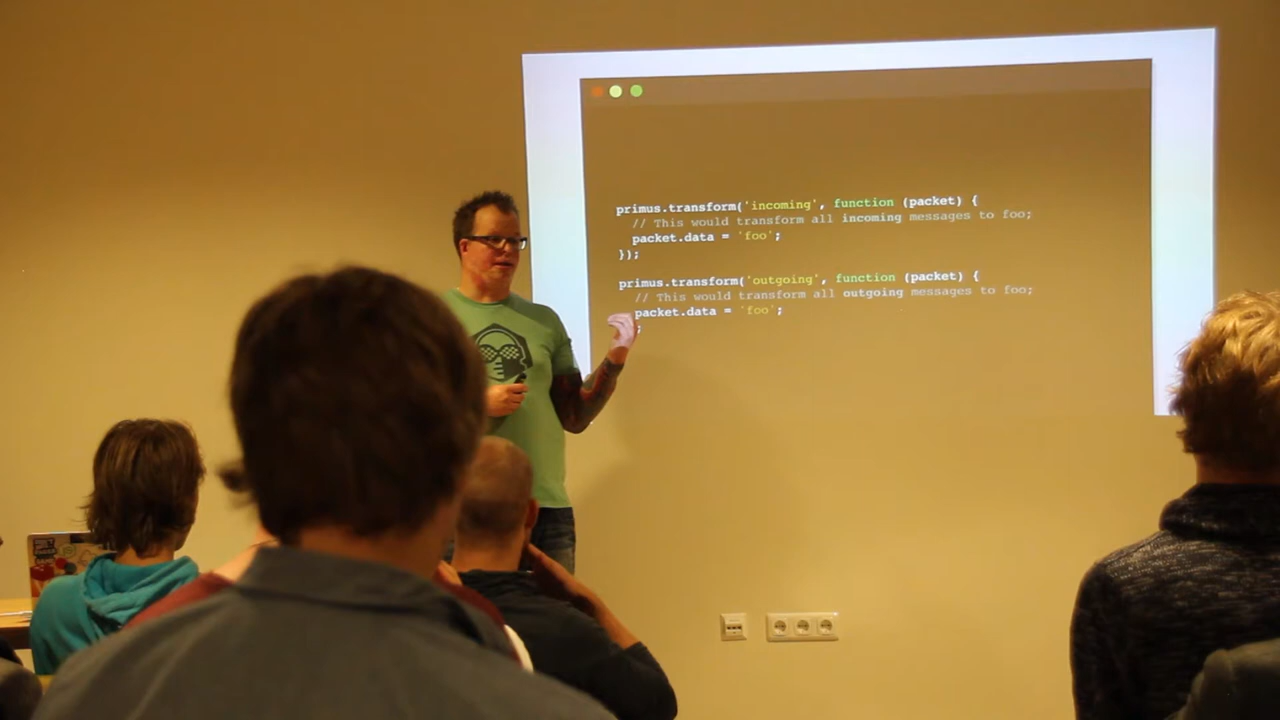 primus.transform('incoming', function (packet) {
// This would transform all incoming messages to foo;
packet.data = 'foo';
});
primus.transform('outgoing', function (packet) {
// This would transform all outgoing messages to foo;
packet.data = 'foo';
;